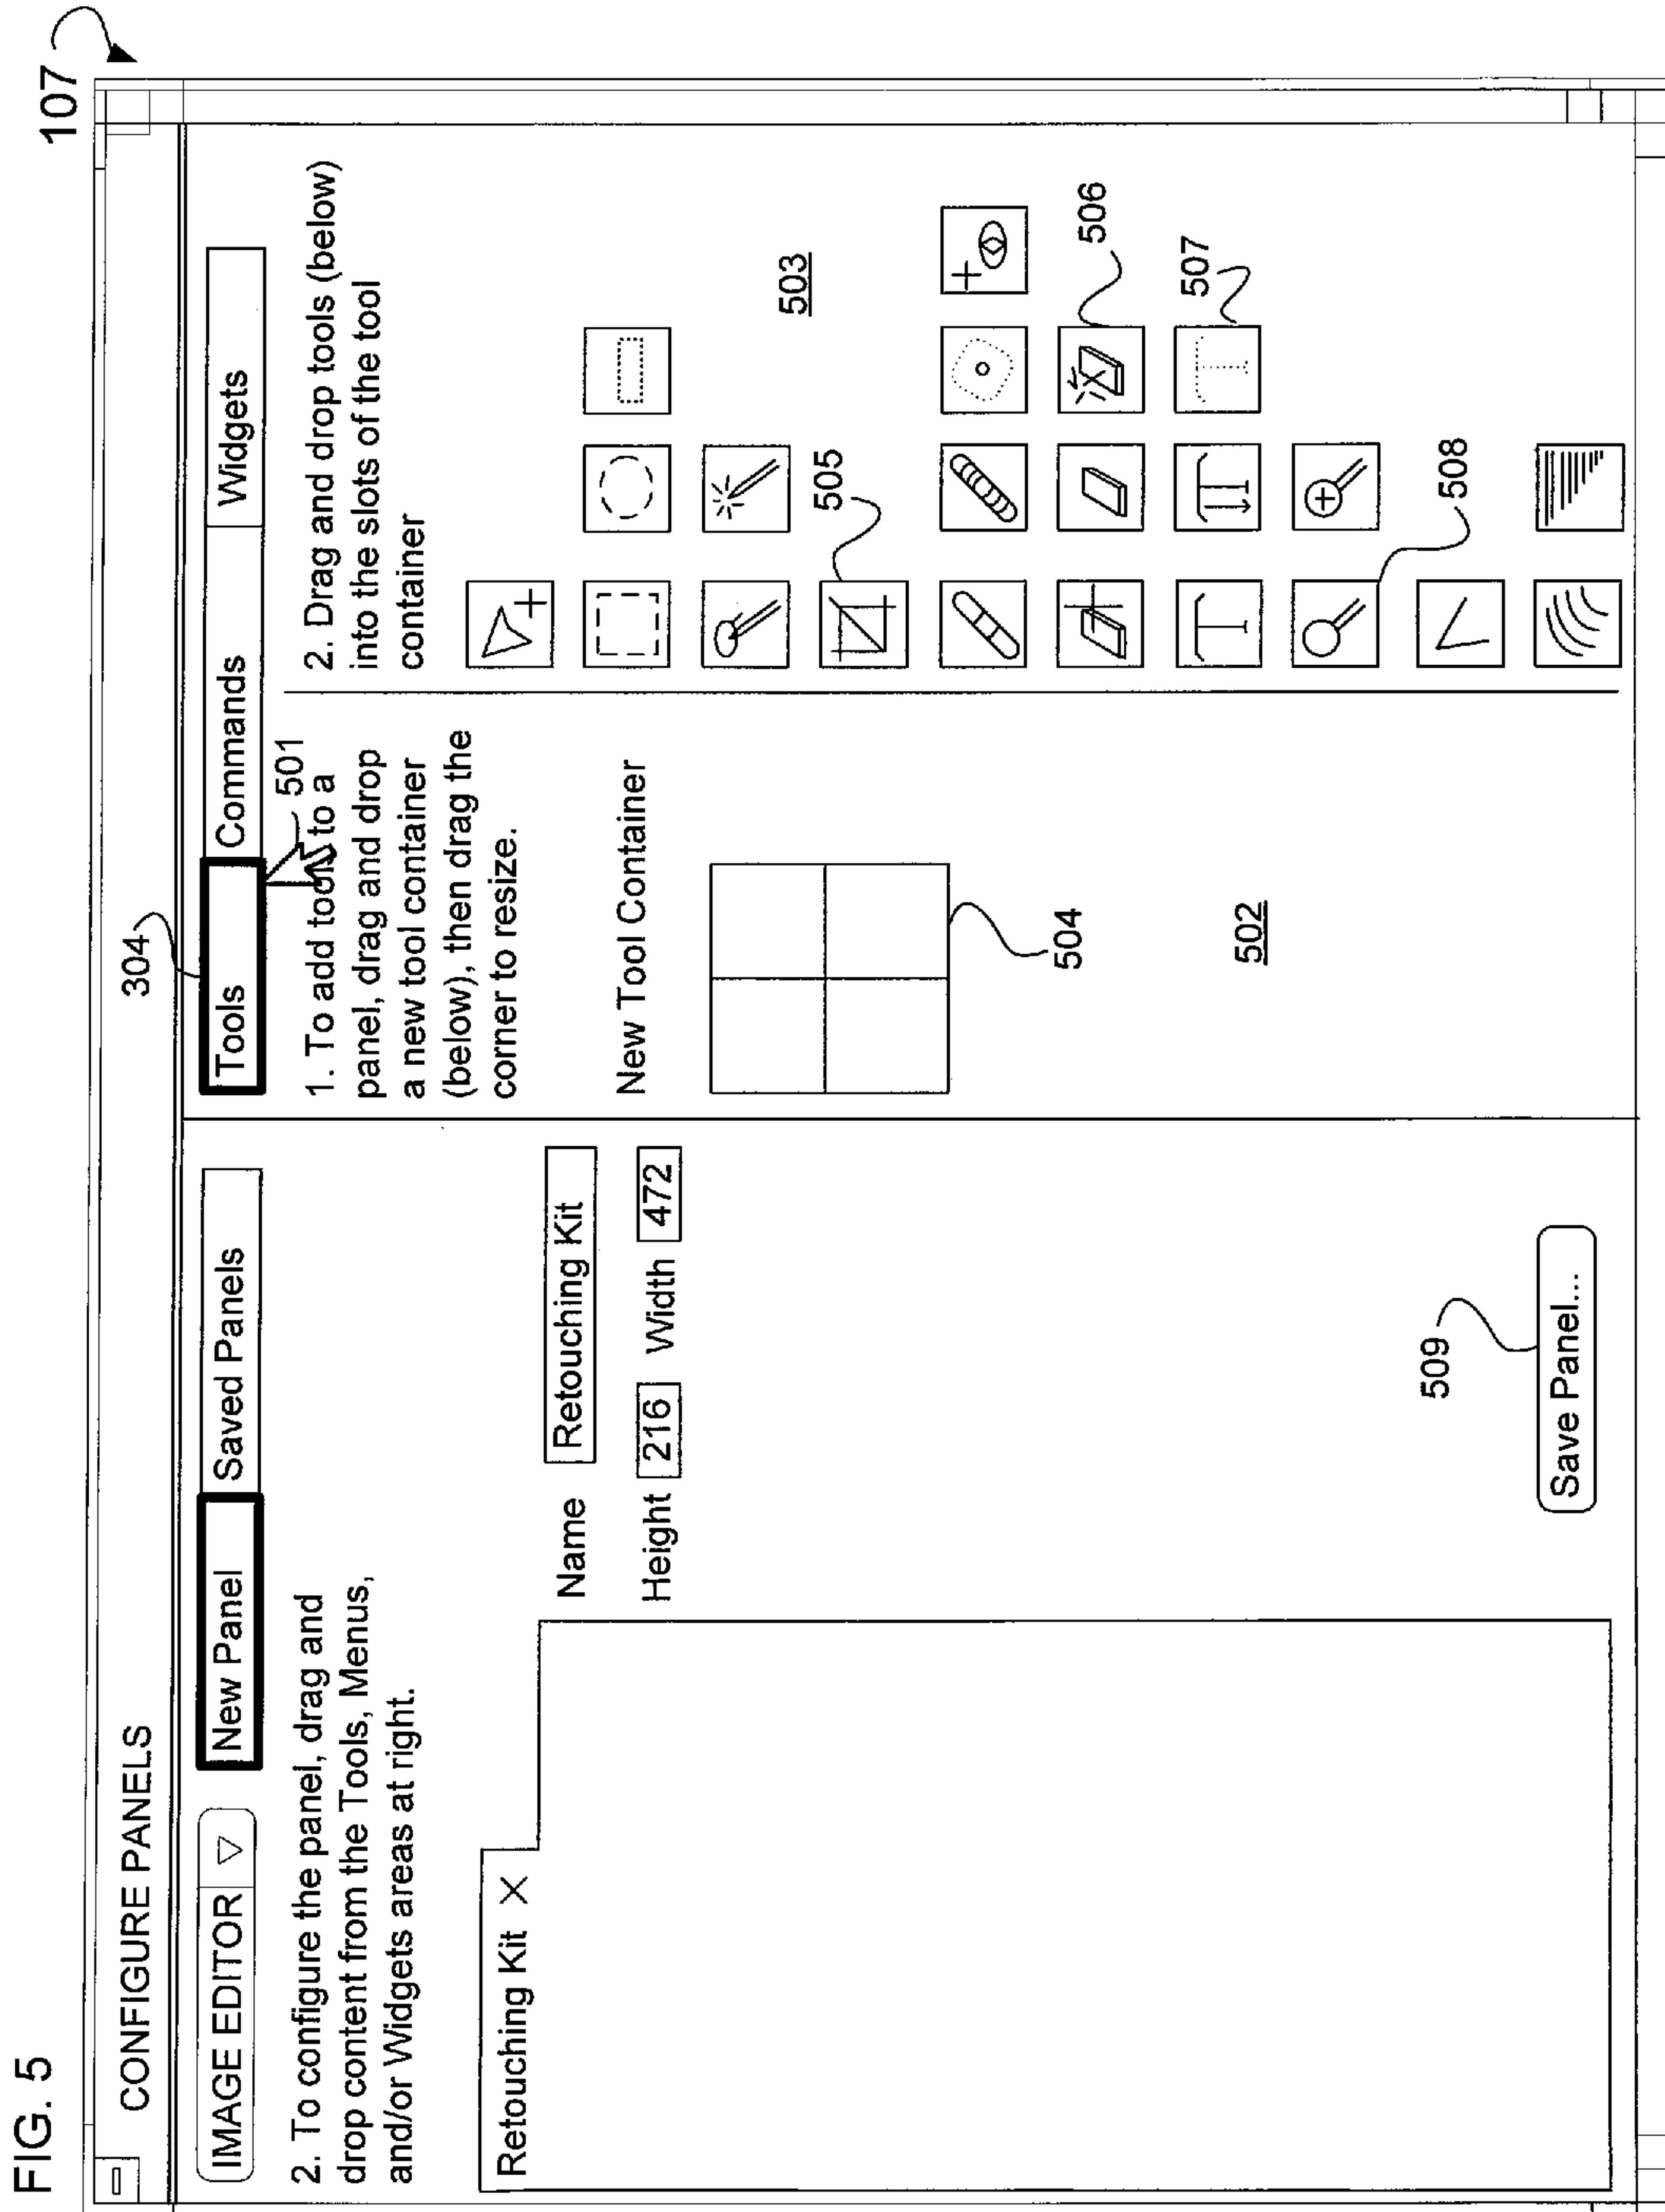 FIG. 5
107
CONFIGURE PANELS
304
IMAGE EDITOR
New Panel
Saved Panels
Tools
Commands
Widgets
501
2. To configure the panel, drag and
drop content from the Tools, Menus,
and/or Widgets areas at right.
Retouching Kit X
Name Retouching Kit
Height 216 Width 472
509
Save Panel...
1. To add tools to a
panel, drag and drop
a new tool container
(below), then drag the
corner to resize.
New Tool Container
504
502
2. Drag and drop tools (below)
into the slots of the tool
container
503
505
506
507
508